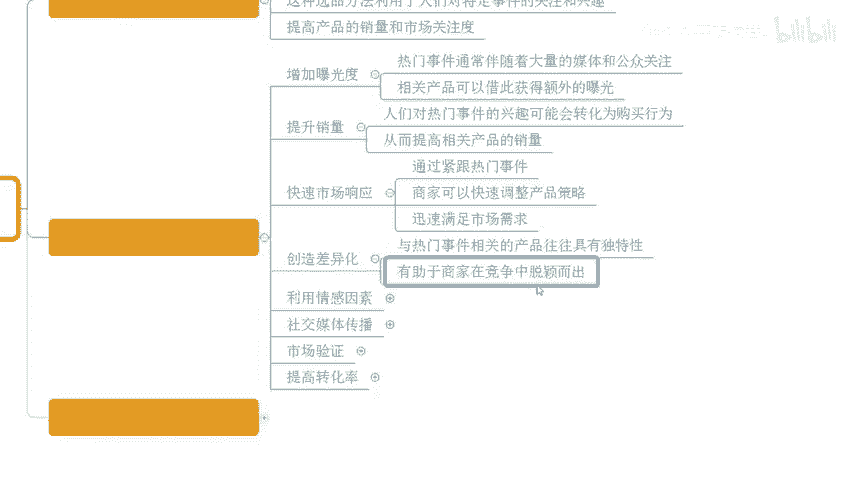 这种选品方法利用了人们对特定事件的关注和兴趣
提高产品的销量和市场关注度
增加曝光度
热门事件通常伴随着大量的媒体和公众关注
相关产品可以借此获得额外的曝光
提升销量
人们对热门事件的兴趣可能会转化为购买行为
从而提高相关产品的销量
快速市场响应
通过紧跟热门事件
商家可以快速调整产品策略
迅速满足市场需求
创造差异化
与热门事件相关的产品往往具有独特性
有助于商家在竞争中脱颖而出
利用情感因素
社交媒体传播
市场验证
提高转化率
bilibili